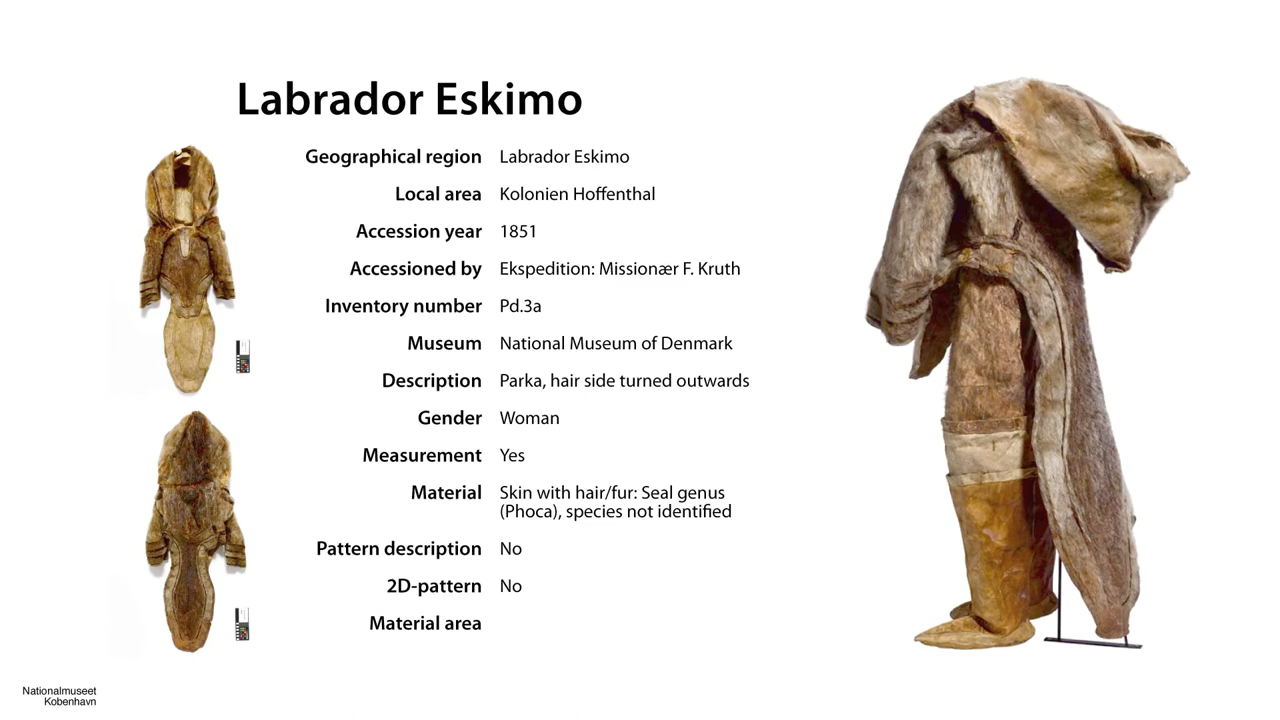 Labrador Eskimo
Geographical region Labrador Eskimo
Local area Kolonien Hoffenthal
Accession year 1851
Accessioned by Ekspedition: Missionær F. Kruth
Inventory number Pd.3a
Museum National Museum of Denmark
Description Parka, hair side turned outwards
Gender Woman
Measurement Yes
Material Skin with hair/fur: Seal genus
(Phoca), species not identified
Pattern description No
2D-pattern No
Material area
Nationalmuseet
Kobenhavn